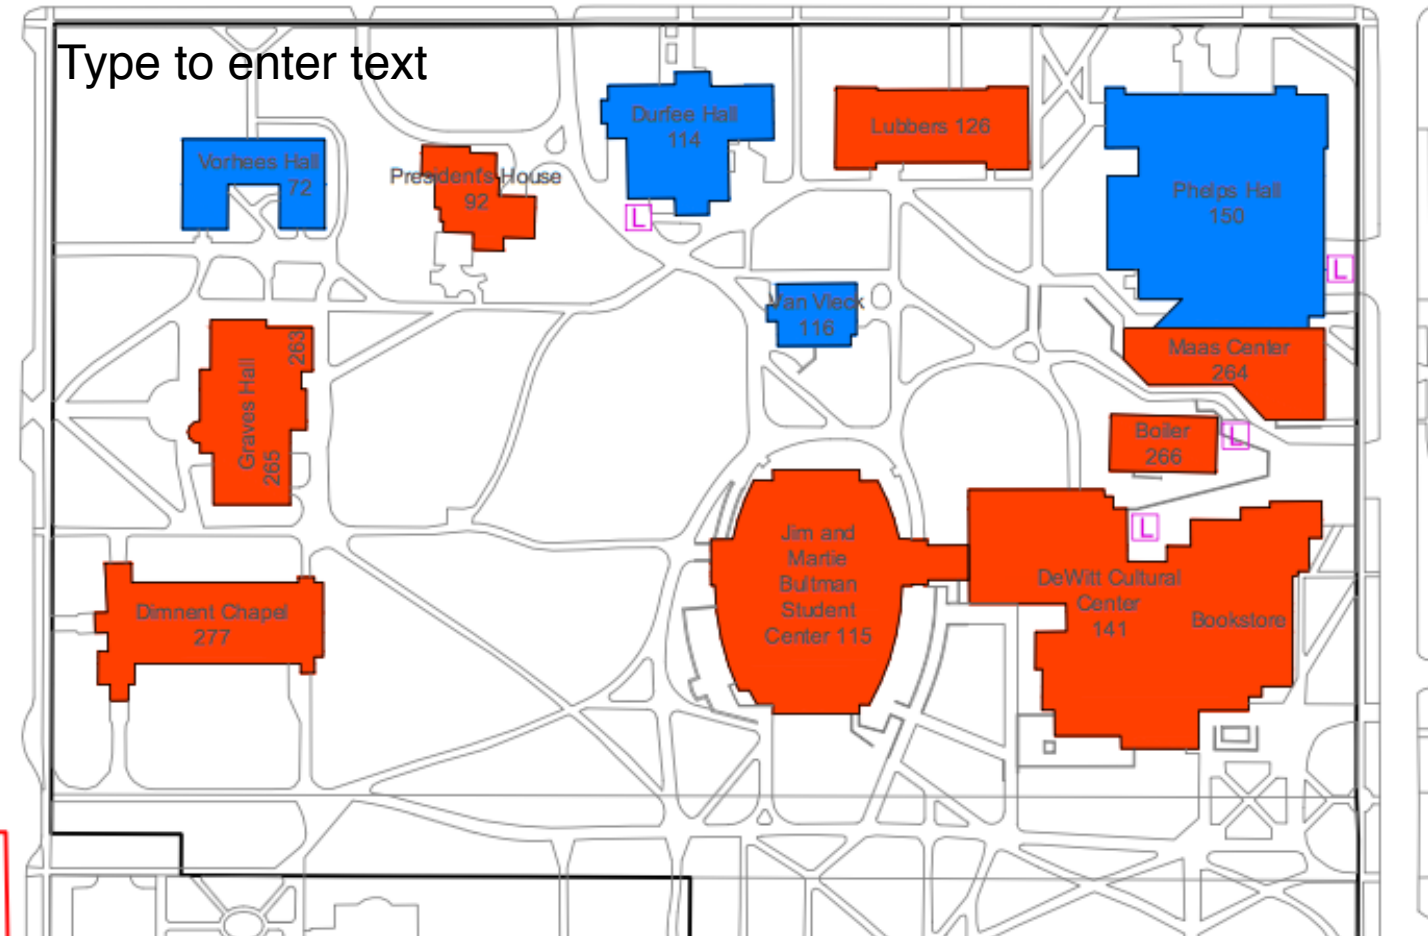 Type to enter text
Vorhees Hall
72
President's House
92
Durfee Hall
114
L
Lubbers 126
Phelps Hall
150
L
Van Vleck
116
Maas Center
264
Graves Hall
263
265
Boiler
266
L
L
Jim and
Martie
Bultman
Student
Center 115
DeWitt Cultural
Center
141
Bookstore
Dimnent Chapel
277